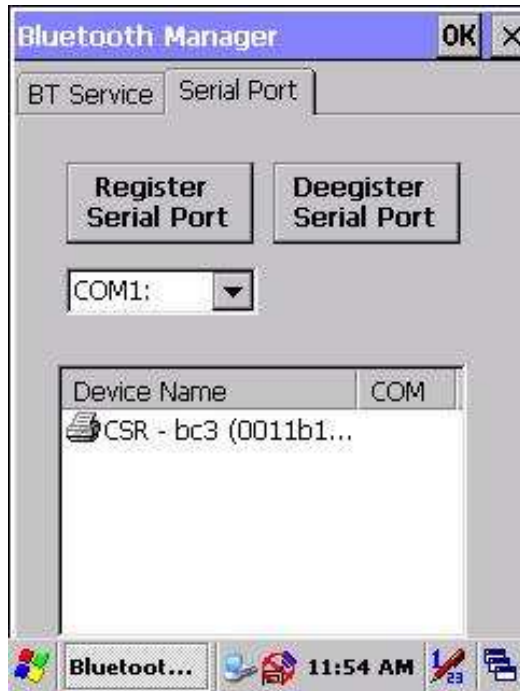 Bluetooth Manager OK
BT Service Serial Port
Register Serial Port
Deegister Serial Port
COM1:
Device Name COM
CSR - bc3 (0011b1...
Bluetoot... 11:54 AM